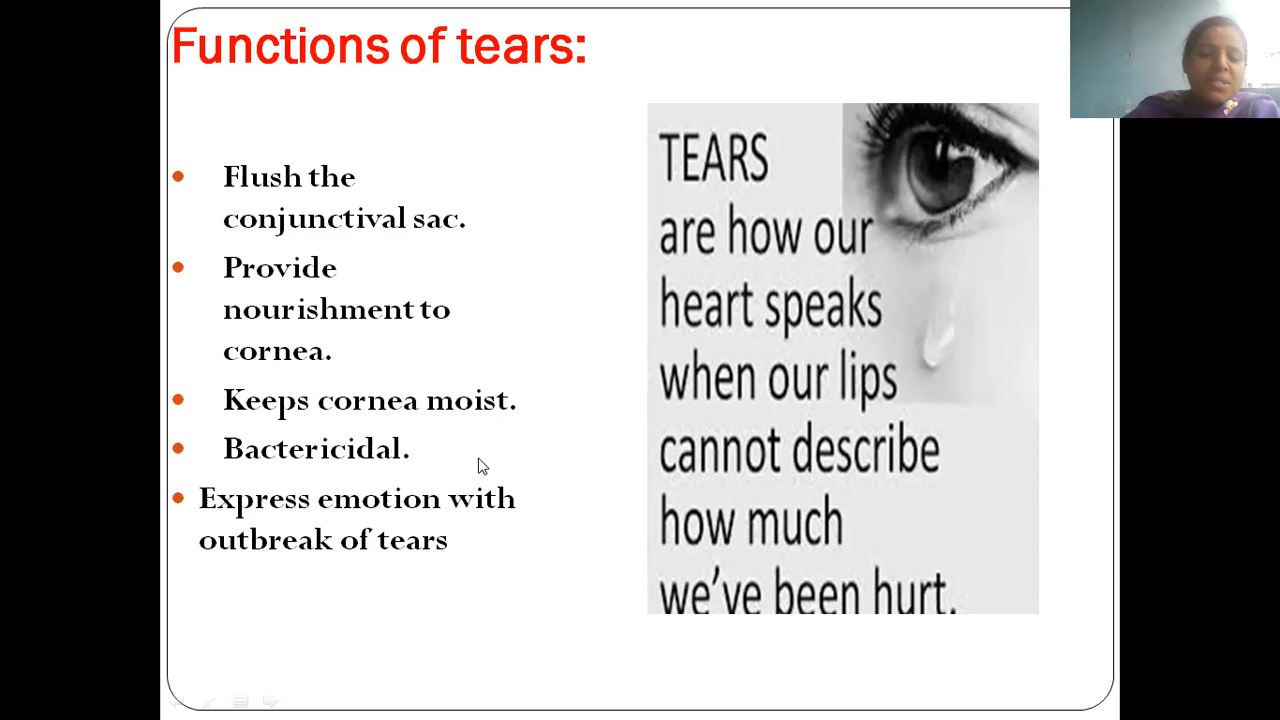 Functions of tears:
Flush the
conjunctival sac.
Provide
nourishment to
cornea.
Keeps cornea moist.
Bactericidal.
Express emotion with
outbreak of tears
TEARS
are how our
heart speaks
when our lips
cannot describe
how much
we've been hurt.